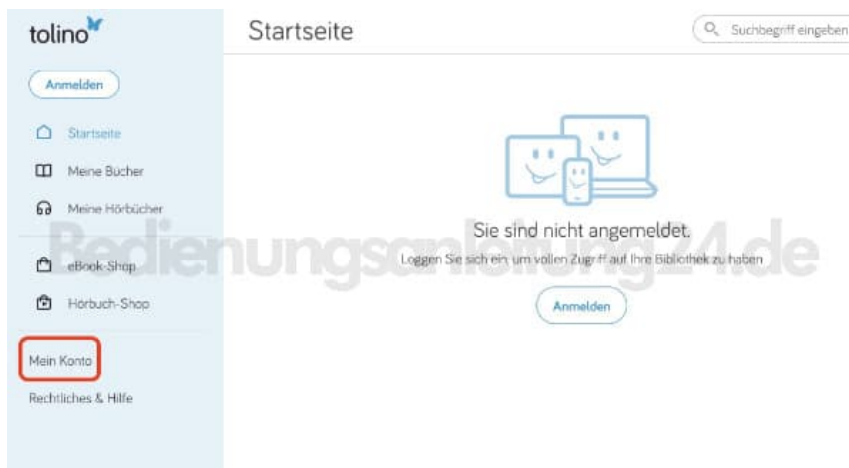 tolino
Startseite
Suchbegriff eingeben
Anmelden
Startseite
Meine Bücher
Meine Hörbücher
eBook-Shop
Hörbuch-Shop
Mein Konto
Rechtliches & Hilfe
Sie sind nicht angemeldet.
Loggen Sie sich ein, um vollen Zugriff auf Ihre Bibliothek zu haben
Anmelden
Bedienungsanleitung24.de